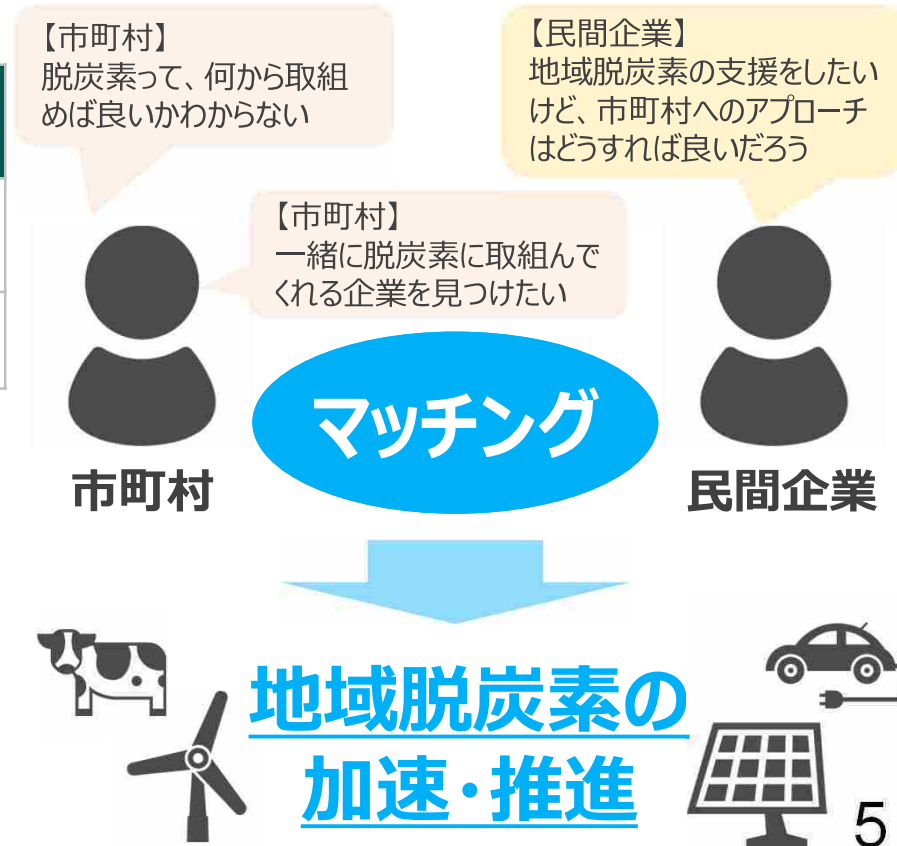 【市町村】
脱炭素って、何から取組
めば良いかわからない
【民間企業】
地域脱炭素の支援をしたい
けど、市町村へのアプローチ
はどうすれば良いだろう
【市町村】
一緒に脱炭素に取組んで
くれる企業を見つけたい
マッチング
市町村
民間企業
地域脱炭素の
加速･推進
5